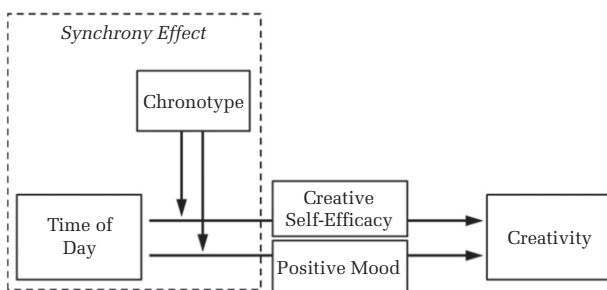 Synchrony Effect
Chronotype
Time of
Day
Creative
Self-Efficacy
Positive Mood
Creativity